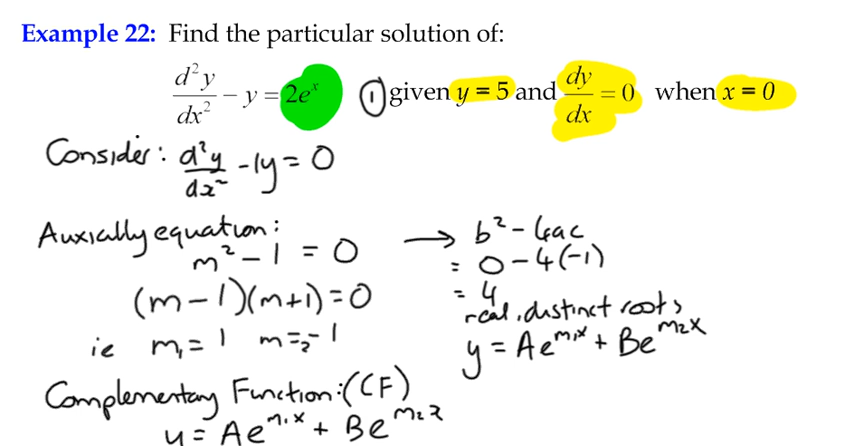 Example 22: Find the particular solution of:
d²y/dx² − y = 2eˣ ① given y = 5 and dy/dx = 0 when x = 0
Consider: d²y/dx² − 1y = 0
Auxially equation:
m² − 1 = 0 → b² − 4ac
= 0 − 4(−1)
(m − 1)(m + 1) = 0
= 4
real, distinct roots
ie m₁ = 1 m₂ = −1
y = Ae^m₁x + Be^m₂x
Complementary Function: (CF)
y = Ae^m₁x + Be^m₂x